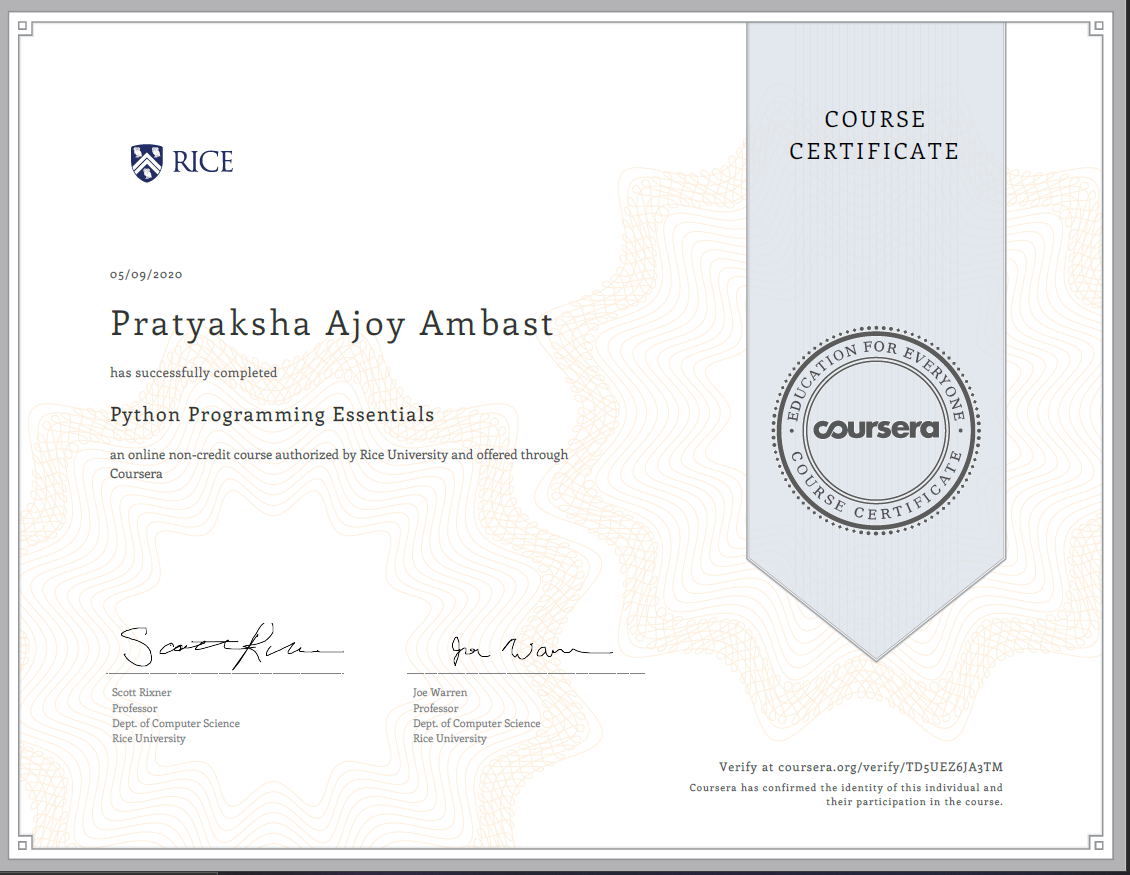 COURSE
CERTIFICATE
RICE
05/09/2020
Pratyaksha Ajoy Ambast
has successfully completed
Python Programming Essentials
an online non-credit course authorized by Rice University and offered through
Coursera
EDUCATION FOR EVERYONE
coursera
COURSE CERTIFICATE
Scott Rixner
Joe Warren
Scott Rixner
Professor
Dept. of Computer Science
Rice University
Joe Warren
Professor
Dept. of Computer Science
Rice University
Verify at coursera.org/verify/TD5UEZ6JA3TM
Coursera has confirmed the identity of this individual and
their participation in the course.